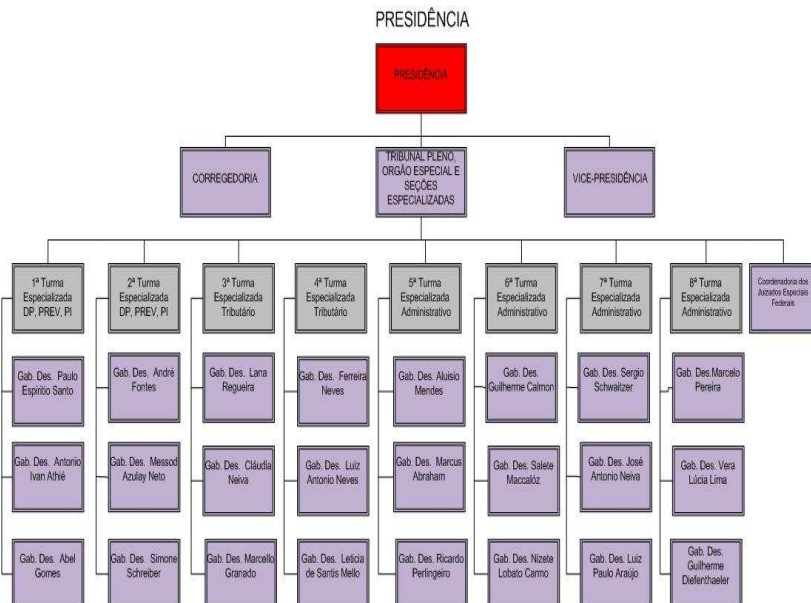 PRESIDÊNCIA
PRESIDÊNCIA
CORREGEDORIA
TRIBUNAL PLENO,
ORGÃO ESPECIAL E
SEÇÕES
ESPECIALIZADAS
VICE-PRESIDÊNCIA
1ª Turma
Especializada
DP, PREV, PI
2ª Turma
Especializada
DP, PREV, PI
3ª Turma
Especializada
Tributário
4ª Turma
Especializada
Tributário
5ª Turma
Especializada
Administrativo
6ª Turma
Especializada
Administrativo
7ª Turma
Especializada
Administrativo
8ª Turma
Especializada
Administrativo
Coordenadoria dos
Juizados Especiais
Federais
Gab. Des. Paulo
Espiritio Santo
Gab. Des. André
Fontes
Gab. Des. Lana
Regueira
Gab. Des. Ferreira
Neves
Gab. Des. Aluisio
Mendes
Gab. Des.
Guilherme Calmon
Gab. Des. Sergio
Schwaitzer
Gab. Des.Marcelo
Pereira
Gab. Des. Antonio
Ivan Athié
Gab. Des. Messod
Azulay Neto
Gab. Des. Cláudia
Neiva
Gab. Des. Luiz
Antonio Neves
Gab. Des. Marcus
Abraham
Gab. Des. Salete
Maccalóz
Gab. Des. José
Antonio Neiva
Gab. Des. Vera
Lúcia Lima
Gab. Des. Abel
Gomes
Gab. Des. Simone
Schreiber
Gab. Des. Marcello
Granado
Gab. Des. Leticia
de Santis Mello
Gab. Des. Ricardo
Perlingeiro
Gab. Des. Nizete
Lobato Carmo
Gab. Des. Luiz
Paulo Araújo
Gab. Des.
Guilherme
Diefenthaeler